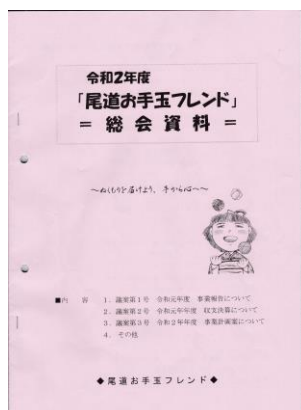 令和2年度
「尾道お手玉フレンド」
= 総会資料 =
～ぬくもりを届けよう、手から心へ～
■内　容　1．議案第1号　令和元年度　事業報告について
2．議案第2号　令和元年度　収支決算について
3．議案第3号　令和2年度　事業計画案について
4．その他
◆尾道お手玉フレンド◆